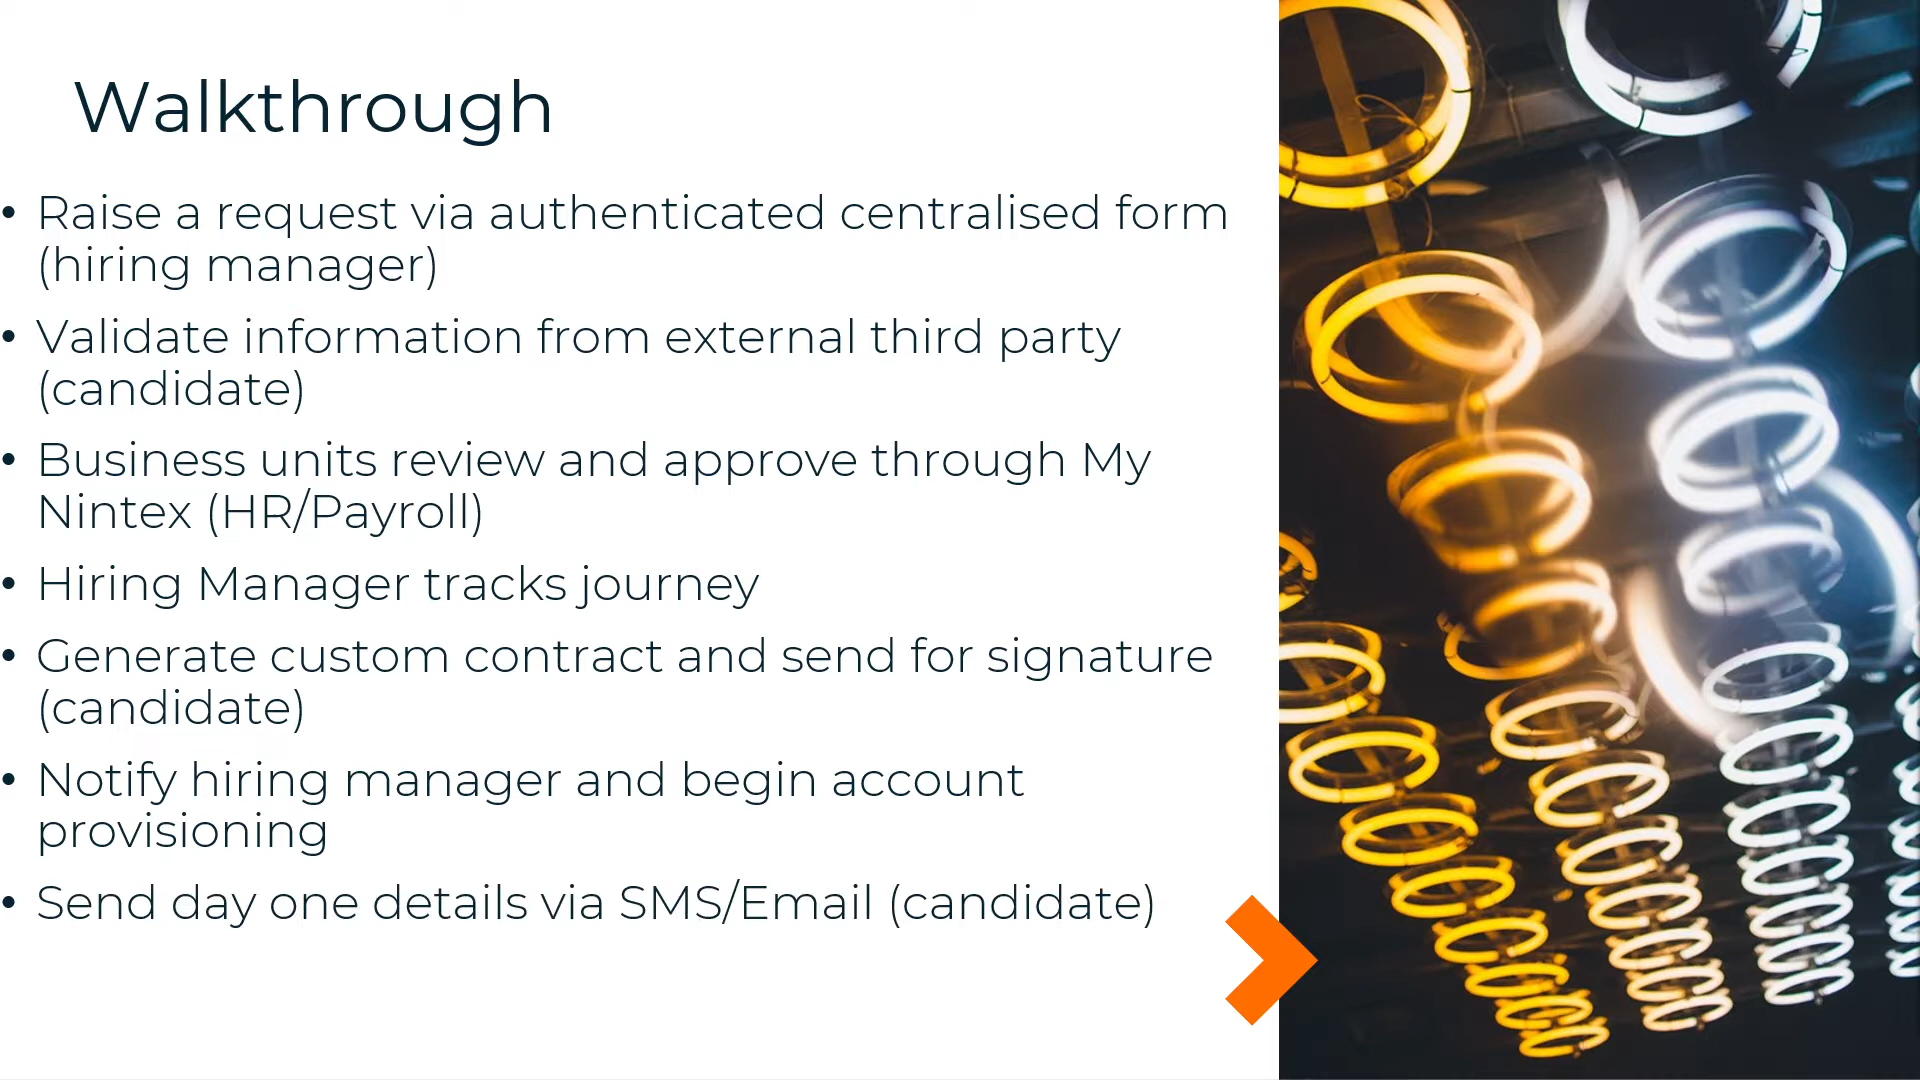 Walkthrough
• Raise a request via authenticated centralised form
(hiring manager)
• Validate information from external third party
(candidate)
• Business units review and approve through My
Nintex (HR/Payroll)
• Hiring Manager tracks journey
• Generate custom contract and send for signature
(candidate)
• Notify hiring manager and begin account
provisioning
• Send day one details via SMS/Email (candidate)